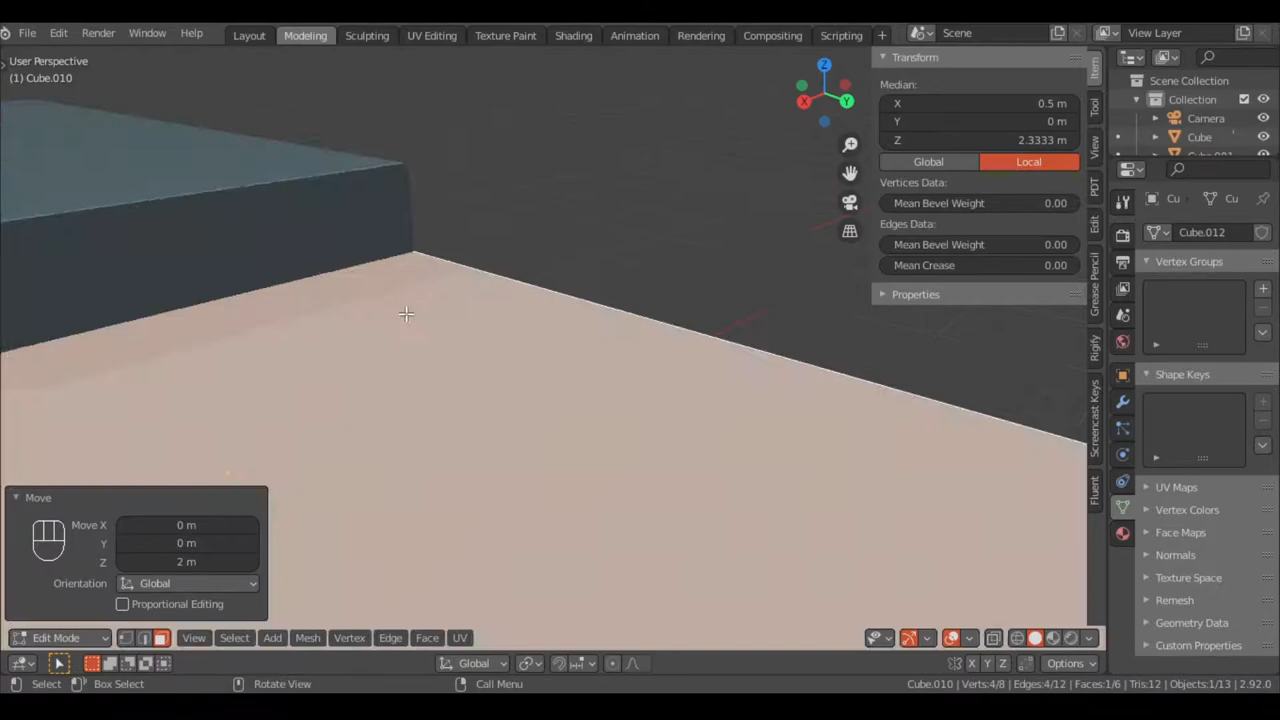 File Edit Render Window Help Layout Modeling Sculpting UV Editing Texture Paint Shading Animation Rendering Compositing Scripting + Scene View Layer
User Perspective
(1) Cube.010
Z
X
Y
Transform
Median:
X 0.5 m
Y 0 m
Z 2.3333 m
Global Local
Vertices Data:
Mean Bevel Weight 0.00
Edges Data:
Mean Bevel Weight 0.00
Mean Crease 0.00
Properties
Item
Tool
View
PDT
Edit
Grease Pencil
Rigify
Screencast Keys
Fluent
Scene Collection
Collection
Camera
Cube
Cu Cu
Cube.012
Vertex Groups
Shape Keys
UV Maps
Vertex Colors
Face Maps
Normals
Texture Space
Remesh
Geometry Data
Custom Properties
Move
Move X 0 m
Y 0 m
Z 2 m
Orientation Global
Proportional Editing
Edit Mode View Select Add Mesh Vertex Edge Face UV
Global X Y Z Options
Select Box Select Rotate View Call Menu Cube.010 | Verts:4/8 | Edges:4/12 | Faces:1/6 | Tris:12 | Objects:1/13 | 2.92.0